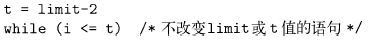 t = limit-2
while (i <= t) /* 不改变limit或t值的语句 */